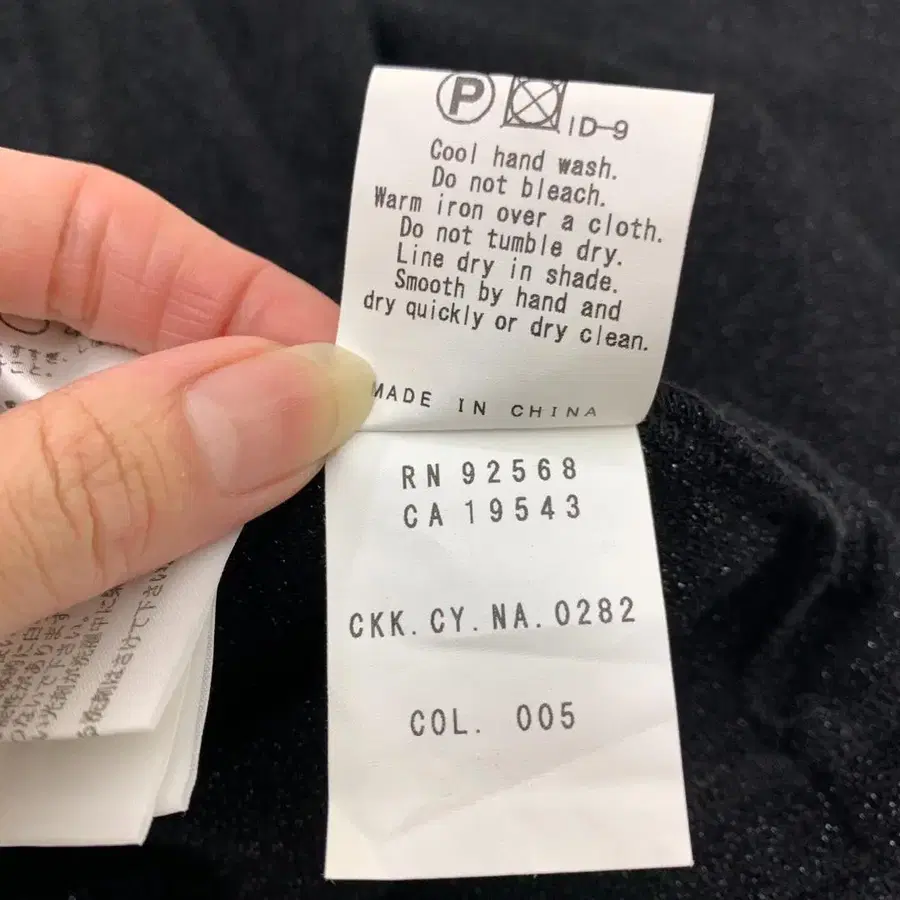 P
ID-9
Cool hand wash.
Do not bleach.
Warm iron over a cloth.
Do not tumble dry.
Line dry in shade.
Smooth by hand and
dry quickly or dry clean.
MADE IN CHINA
RN 92568
CA 19543
CKK. CY. NA. 0282
COL. 005